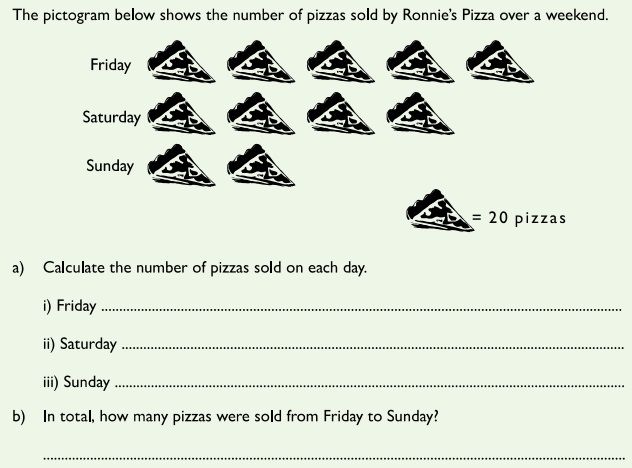 The pictogram below shows the number of pizzas sold by Ronnie's Pizza over a weekend.
Friday
Saturday
Sunday
= 20 pizzas
a) Calculate the number of pizzas sold on each day.
i) Friday ..........................................................................................................................................
ii) Saturday ......................................................................................................................................
iii) Sunday ........................................................................................................................................
b) In total, how many pizzas were sold from Friday to Sunday?
..........................................................................................................................................................